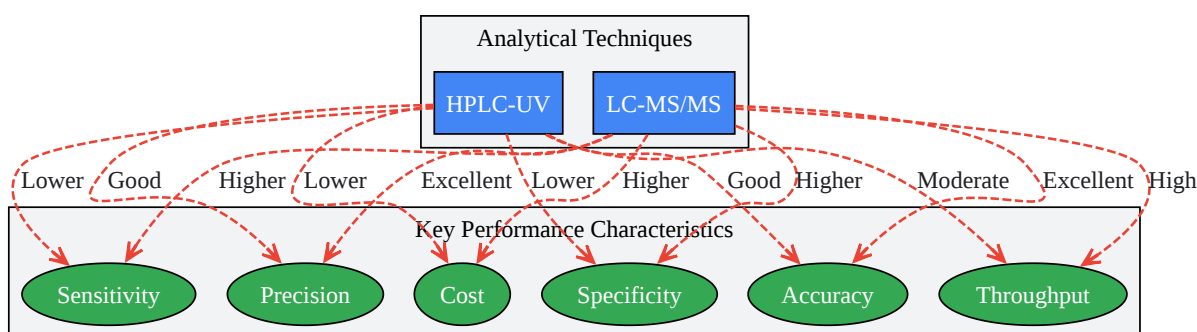 Analytical Techniques
HPLC-UV
LC-MS/MS
Lower
Good
Higher
Lower
Excellent
Lower
Higher
Good
Higher
Moderate
Excellent
High
Key Performance Characteristics
Sensitivity
Precision
Cost
Specificity
Accuracy
Throughput